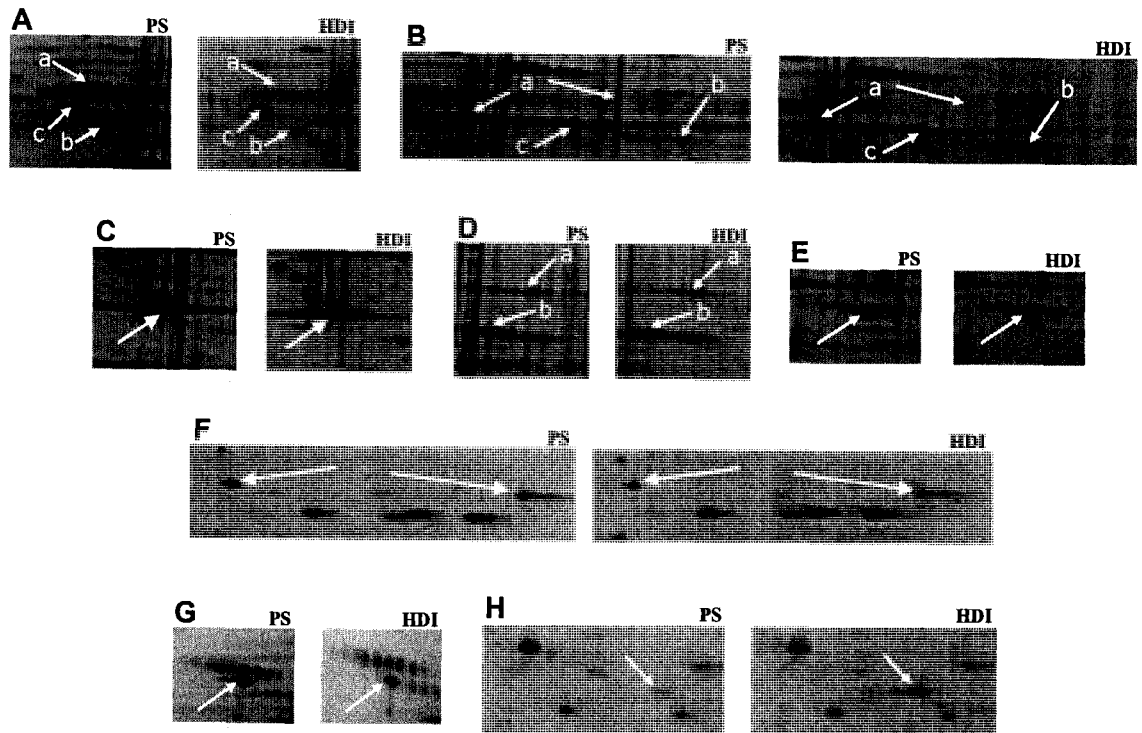 A PS HDI B PS HDI
a a a b a b
c b c b c c
C PS HDI D PS HDI E PS HDI
a a
b b
F PS HDI
G PS HDI H PS HDI